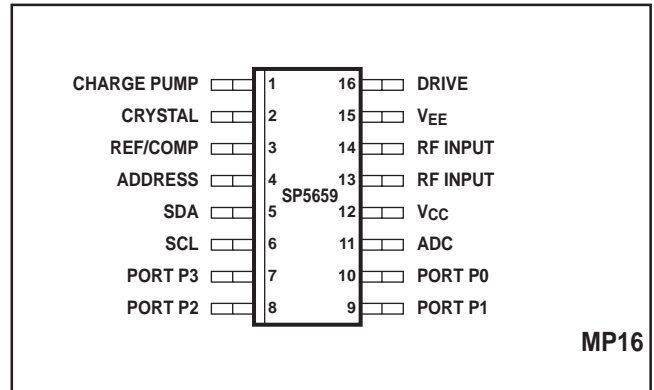 CHARGE PUMP 1 16 DRIVE
CRYSTAL 2 15 VEE
REF/COMP 3 14 RF INPUT
ADDRESS 4 13 RF INPUT
SP5659
SDA 5 12 VCC
SCL 6 11 ADC
PORT P3 7 10 PORT P0
PORT P2 8 9 PORT P1
MP16